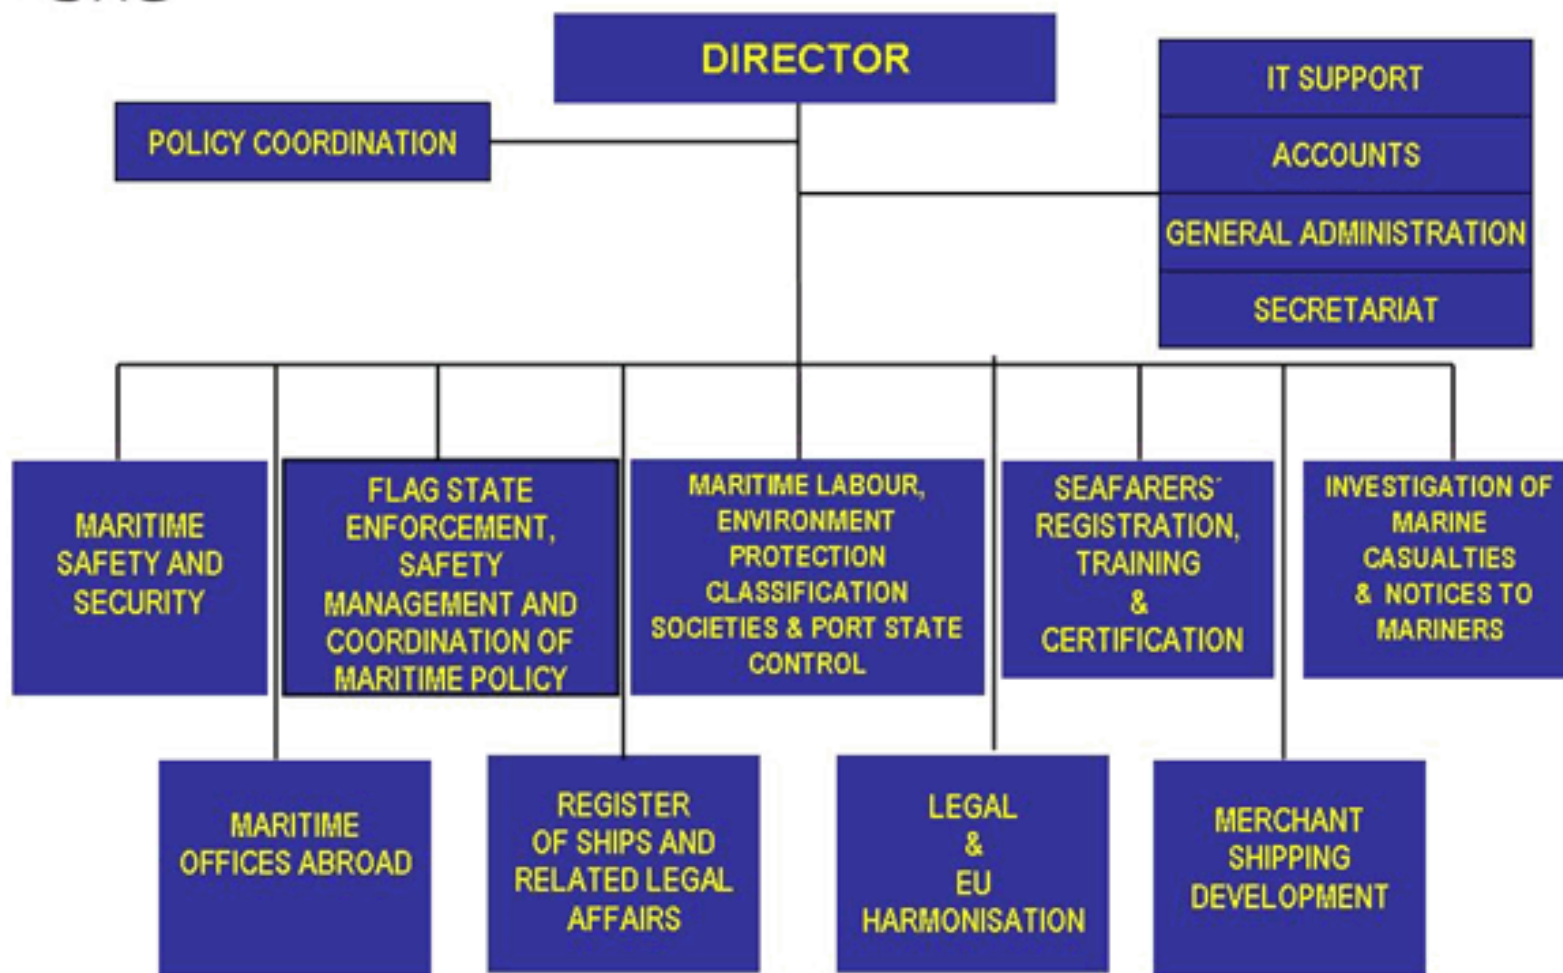 DIRECTOR
POLICY COORDINATION
IT SUPPORT
ACCOUNTS
GENERAL ADMINISTRATION
SECRETARIAT
MARITIME
SAFETY AND
SECURITY
FLAG STATE
ENFORCEMENT,
SAFETY
MANAGEMENT AND
COORDINATION OF
MARITIME POLICY
MARITIME LABOUR,
ENVIRONMENT
PROTECTION
CLASSIFICATION
SOCIETIES & PORT STATE
CONTROL
SEAFARERS´
REGISTRATION,
TRAINING
&
CERTIFICATION
INVESTIGATION OF
MARINE
CASUALTIES
& NOTICES TO
MARINERS
MARITIME
OFFICES ABROAD
REGISTER
OF SHIPS AND
RELATED LEGAL
AFFAIRS
LEGAL
&
EU
HARMONISATION
MERCHANT
SHIPPING
DEVELOPMENT